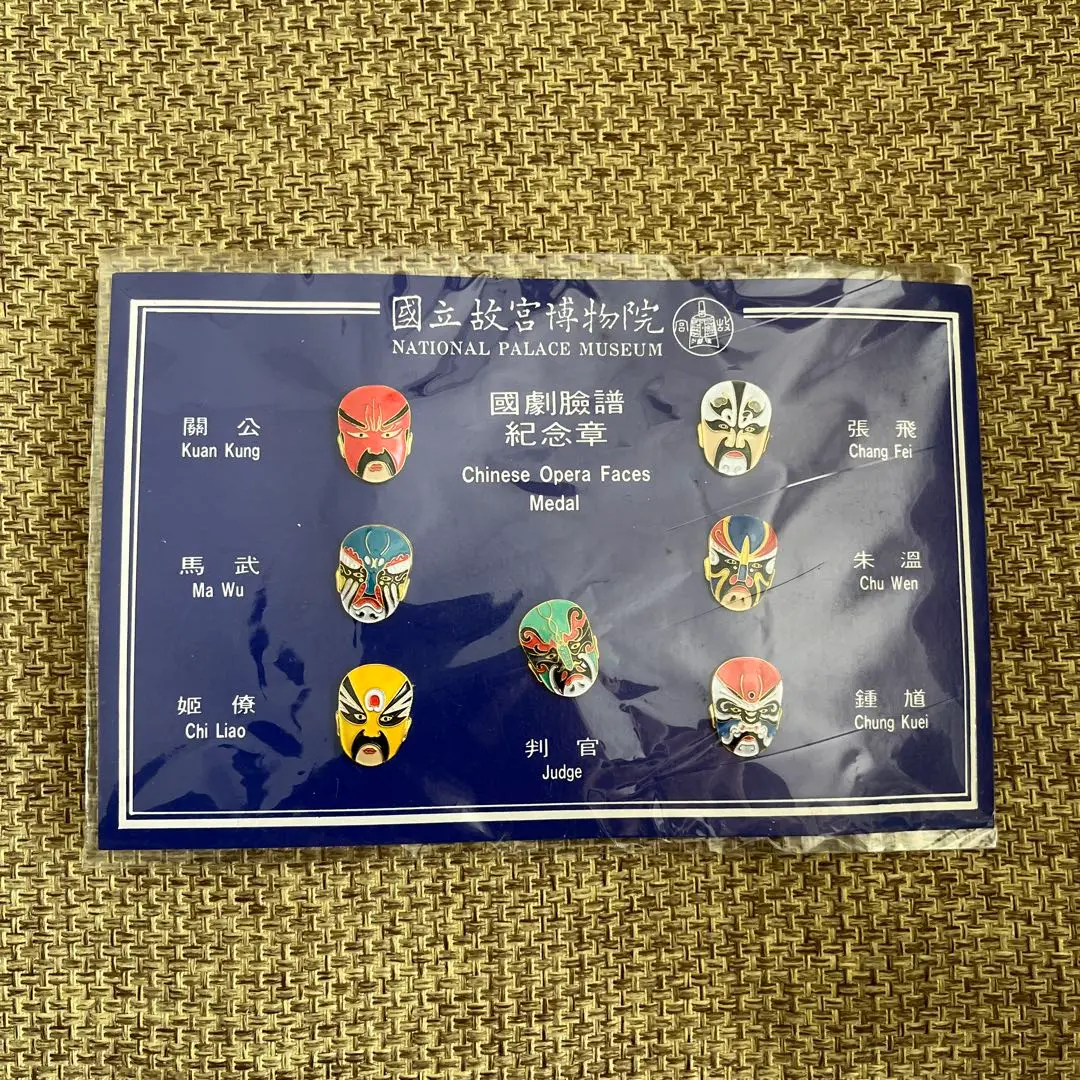 國立故宮博物院
NATIONAL PALACE MUSEUM
國劇臉譜
紀念章
Chinese Opera Faces
Medal
關公
Kuan Kung
張飛
Chang Fei
馬武
Ma Wu
朱溫
Chu Wen
姬僚
Chi Liao
鍾馗
Chung Kuei
判官
Judge